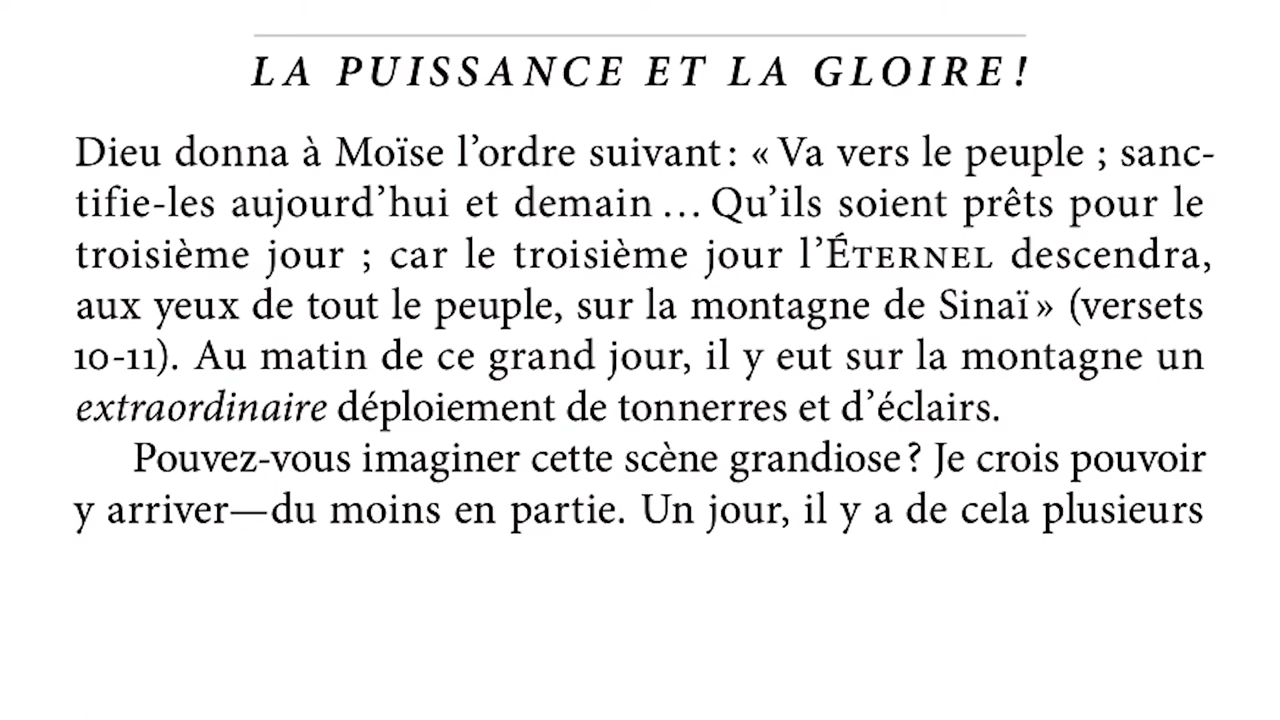 LA PUISSANCE ET LA GLOIRE!
Dieu donna à Moïse l’ordre suivant : « Va vers le peuple ; sanc-
tifie-les aujourd’hui et demain … Qu’ils soient prêts pour le
troisième jour ; car le troisième jour l’ÉTERNEL descendra,
aux yeux de tout le peuple, sur la montagne de Sinaï » (versets
10-11). Au matin de ce grand jour, il y eut sur la montagne un
extraordinaire déploiement de tonnerres et d’éclairs.
Pouvez-vous imaginer cette scène grandiose ? Je crois pouvoir
y arriver—du moins en partie. Un jour, il y a de cela plusieurs